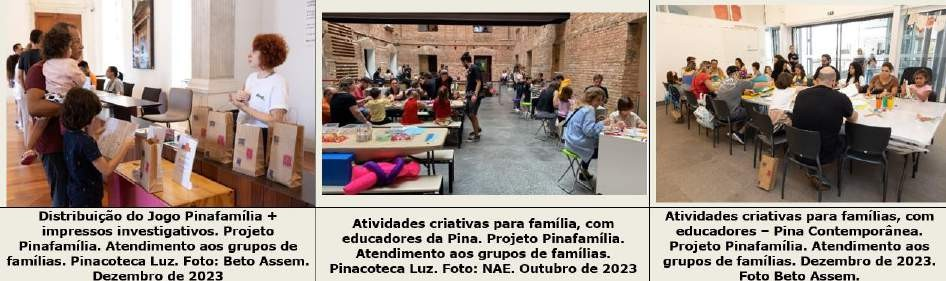 Distribuição do Jogo Pinafamília +
impressos investigativos. Projeto
Pinafamília. Atendimento aos grupos de
famílias. Pinacoteca Luz. Foto: Beto Assem.
Dezembro de 2023
Atividades criativas para família, com
educadores da Pina. Projeto Pinafamília.
Atendimento aos grupos de famílias.
Pinacoteca Luz. Foto: NAE. Outubro de 2023
Atividades criativas para famílias, com
educadores – Pina Contemporânea.
Projeto Pinafamília. Atendimento aos
grupos de famílias. Dezembro de 2023.
Foto Beto Assem.